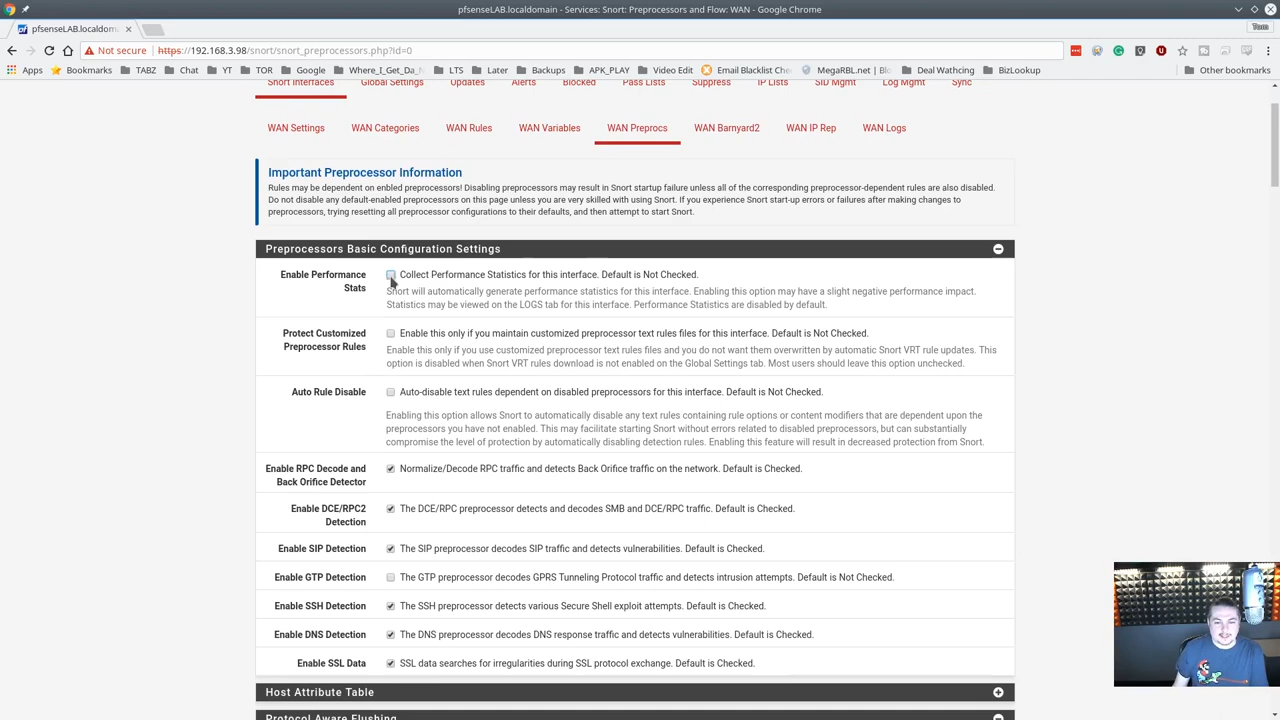 pfsenseLAB.localdomain - Services: Snort: Preprocessors and Flow: WAN - Google Chrome
pfsenseLAB.localdomain
Tom
Not secure https://192.168.3.98/snort/snort_preprocessors.php?id=0
Apps Bookmarks TABZ Chat YT TOR Google Where_I_Get_Da_ LTS Later Backups APK_PLAY Video Edit Email Blacklist Che MegaRBL.net | Blo Deal Wathcing BizLookup Other bookmarks
Snort Interfaces Global Settings Updates Alerts Blocked Pass Lists Suppress IP Lists SID Mgmt Log Mgmt Sync
WAN Settings WAN Categories WAN Rules WAN Variables WAN Preprocs WAN Barnyard2 WAN IP Rep WAN Logs
Important Preprocessor Information
Rules may be dependent on enbled preprocessors! Disabling preprocessors may result in Snort startup failure unless all of the corresponding preprocessor-dependent rules are also disabled.
Do not disable any default-enabled preprocessors on this page unless you are very skilled with using Snort. If you experience Snort start-up errors or failures after making changes to
preprocessors, trying resetting all preprocessor configurations to their defaults, and then attempt to start Snort.
Preprocessors Basic Configuration Settings
Enable Performance Stats
Collect Performance Statistics for this interface. Default is Not Checked.
Snort will automatically generate performance statistics for this interface. Enabling this option may have a slight negative performance impact.
Statistics may be viewed on the LOGS tab for this interface. Performance Statistics are disabled by default.
Protect Customized Preprocessor Rules
Enable this only if you maintain customized preprocessor text rules files for this interface. Default is Not Checked.
Enable this only if you use customized preprocessor text rules files and you do not want them overwritten by automatic Snort VRT rule updates. This
option is disabled when Snort VRT rules download is not enabled on the Global Settings tab. Most users should leave this option unchecked.
Auto Rule Disable
Auto-disable text rules dependent on disabled preprocessors for this interface. Default is Not Checked.
Enabling this option allows Snort to automatically disable any text rules containing rule options or content modifiers that are dependent upon the
preprocessors you have not enabled. This may facilitate starting Snort without errors related to disabled preprocessors, but can substantially
compromise the level of protection by automatically disabling detection rules. Enabling this feature will result in decreased protection from Snort.
Enable RPC Decode and Back Orifice Detector
Normalize/Decode RPC traffic and detects Back Orifice traffic on the network. Default is Checked.
Enable DCE/RPC2 Detection
The DCE/RPC preprocessor detects and decodes SMB and DCE/RPC traffic. Default is Checked.
Enable SIP Detection
The SIP preprocessor decodes SIP traffic and detects vulnerabilities. Default is Checked.
Enable GTP Detection
The GTP preprocessor decodes GPRS Tunneling Protocol traffic and detects intrusion attempts. Default is Not Checked.
Enable SSH Detection
The SSH preprocessor detects various Secure Shell exploit attempts. Default is Checked.
Enable DNS Detection
The DNS preprocessor decodes DNS response traffic and detects vulnerabilities. Default is Checked.
Enable SSL Data
SSL data searches for irregularities during SSL protocol exchange. Default is Checked.
Host Attribute Table
Protocol Aware Flushing